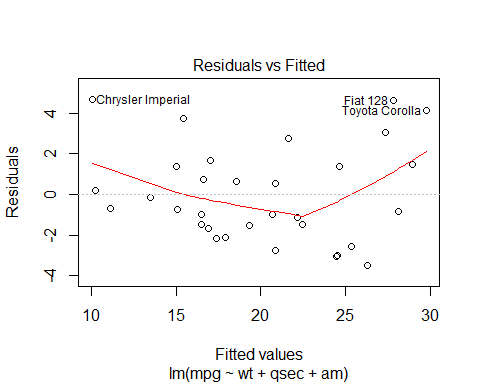 Residuals vs Fitted
Chrysler Imperial
Fiat 128
Toyota Corolla
Residuals
4
2
0
-2
-4
10 15 20 25 30
Fitted values
lm(mpg ~ wt + qsec + am)